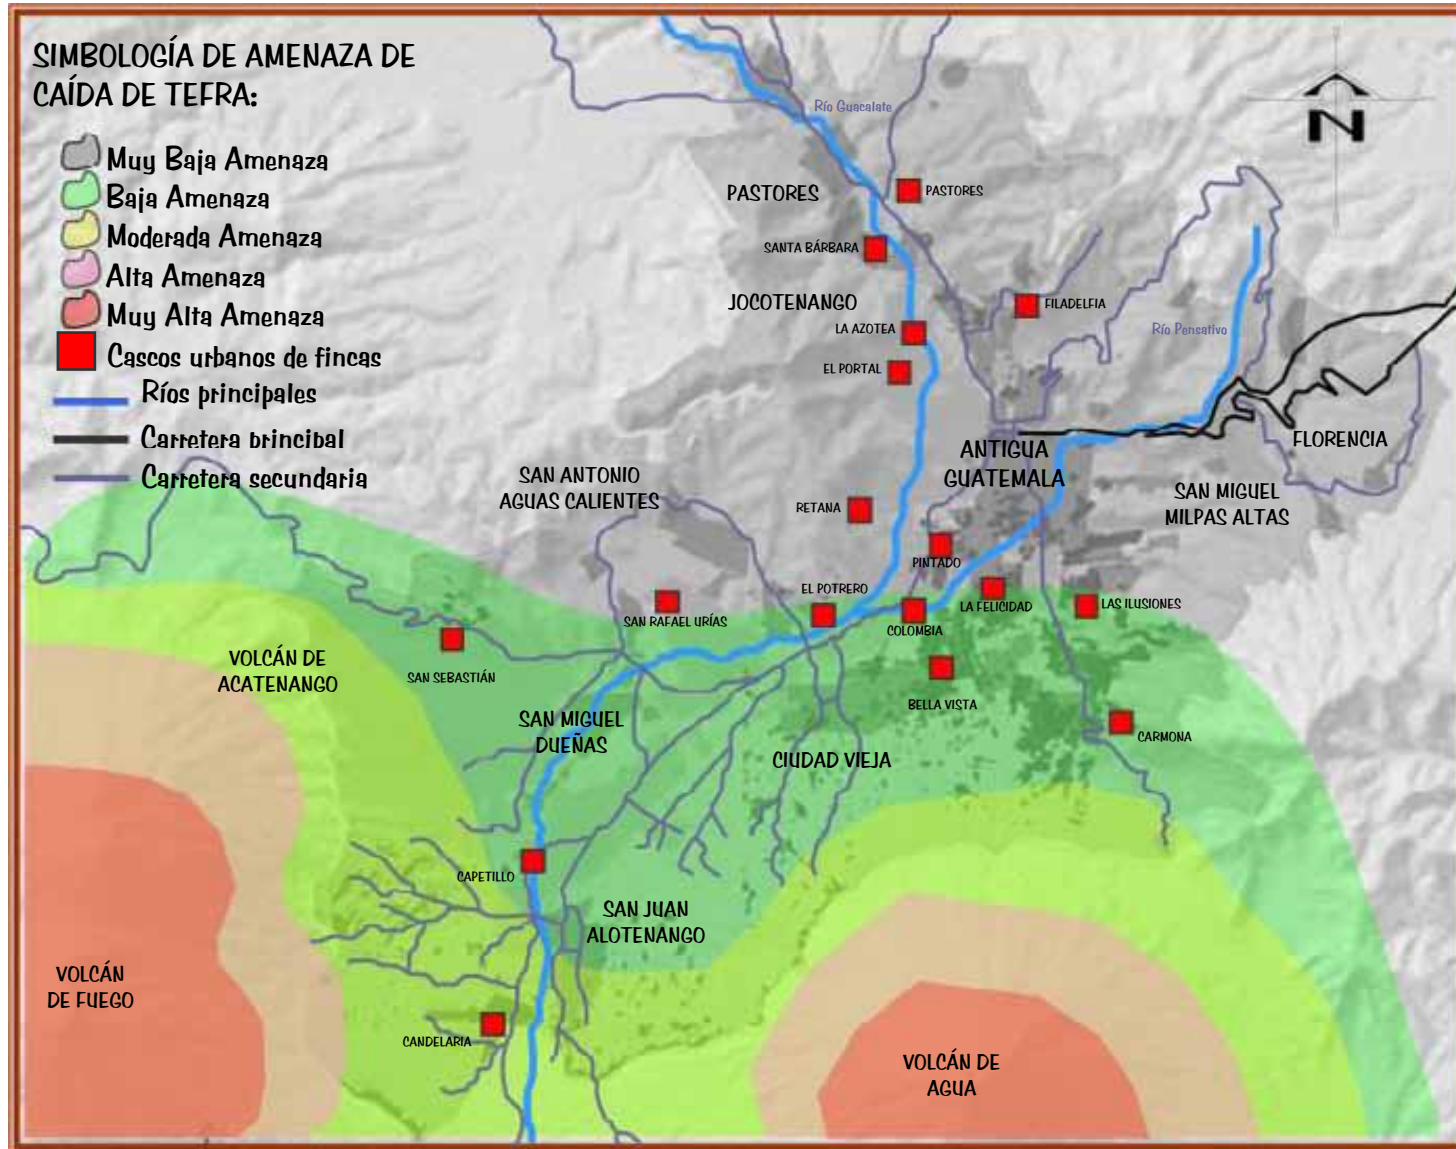 SIMBOLOGÍA DE AMENAZA DE
CAÍDA DE TEFRA:
Muy Baja Amenaza
Baja Amenaza
Moderada Amenaza
Alta Amenaza
Muy Alta Amenaza
Cascos urbanos de fincas
Ríos principales
Carretera brincibal
Carretera secundaria
N
Río Guacalate
PASTORES
PASTORES
SANTA BÁRBARA
JOCOTENANGO
FILADELFIA
LA AZOTEA
Río Pensativo
EL PORTAL
ANTIGUA
GUATEMALA
FLORENCIA
SAN ANTONIO
AGUAS CALIENTES
SAN MIGUEL
MILPAS ALTAS
RETANA
PINTADO
EL POTRERO
LA FELICIDAD
LAS ILUSIONES
SAN RAFAEL URÍAS
COLOMBIA
VOLCÁN DE
ACATENANGO
SAN SEBASTIÁN
BELLA VISTA
SAN MIGUEL
DUEÑAS
CARMONA
CIUDAD VIEJA
CAPETILLO
SAN JUAN
ALOTENANGO
VOLCÁN
DE FUEGO
CANDELARIA
VOLCÁN DE
AGUA